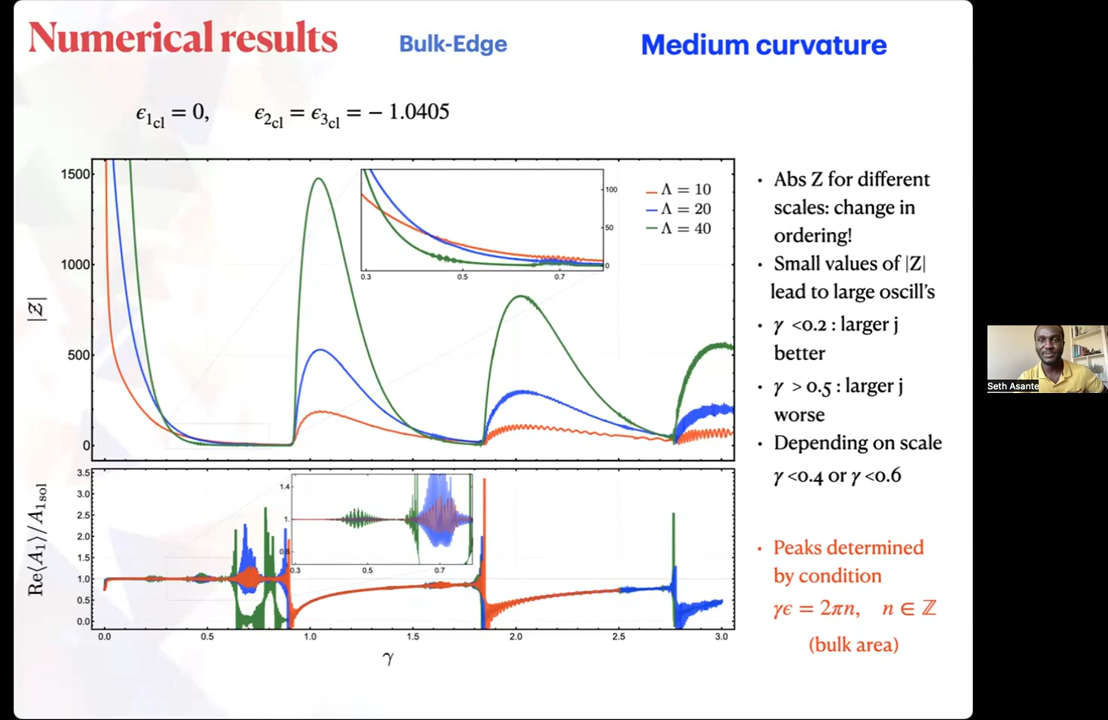 Numerical results
Bulk-Edge
Medium curvature
ϵ₁cl = 0, ϵ₂cl = ϵ₃cl = − 1.0405
1500
1000
500
0
|𝒵|
100
50
0
0.3
0.5
0.7
Λ = 10
Λ = 20
Λ = 40
3.5
3.0
2.5
2.0
1.5
1.0
0.5
0.0
Re⟨A₁⟩/A₁sol
1.4
1.
0.6
0.3
0.5
0.7
0.0 0.5 1.0 1.5 2.0 2.5 3.0
γ
· Abs Z for different
scales: change in
ordering!
· Small values of |Z|
lead to large oscill's
· γ <0.2 : larger j
better
· γ > 0.5 : larger j
worse
· Depending on scale
γ <0.4 or γ <0.6
· Peaks determined
by condition
γϵ = 2πn, n ∈ ℤ
(bulk area)
Seth Asante